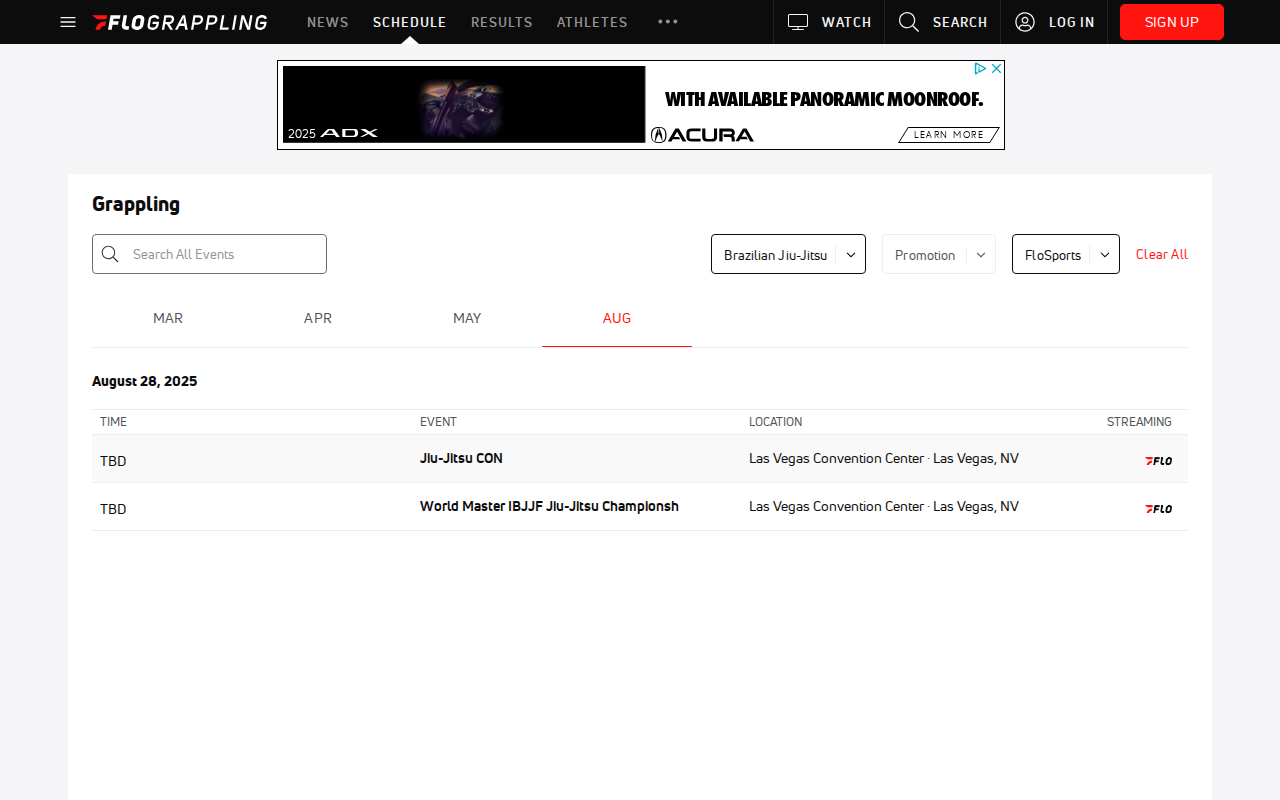 FLOGRAPPLING NEWS SCHEDULE RESULTS ATHLETES WATCH SEARCH LOG IN SIGN UP
WITH AVAILABLE PANORAMIC MOONROOF.
2025 ADX ACURA LEARN MORE
Grappling
Search All Events Brazilian Jiu-Jitsu Promotion FloSports Clear All
MAR APR MAY AUG
August 28, 2025
TIME EVENT LOCATION STREAMING
TBD Jiu-Jitsu CON Las Vegas Convention Center · Las Vegas, NV FLO
TBD World Master IBJJF Jiu-Jitsu Championsh Las Vegas Convention Center · Las Vegas, NV FLO